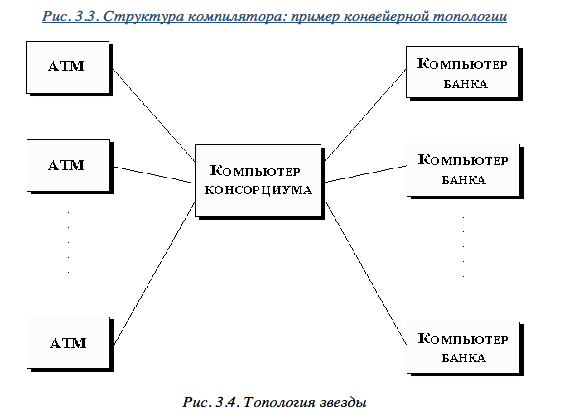 Рис. 3.3. Структура компилятора: пример конвейерной топологии
АТМ
АТМ
АТМ
Компьютер
консорциума
Компьютер
банка
Компьютер
банка
Компьютер
банка
Рис. 3.4. Топология звезды